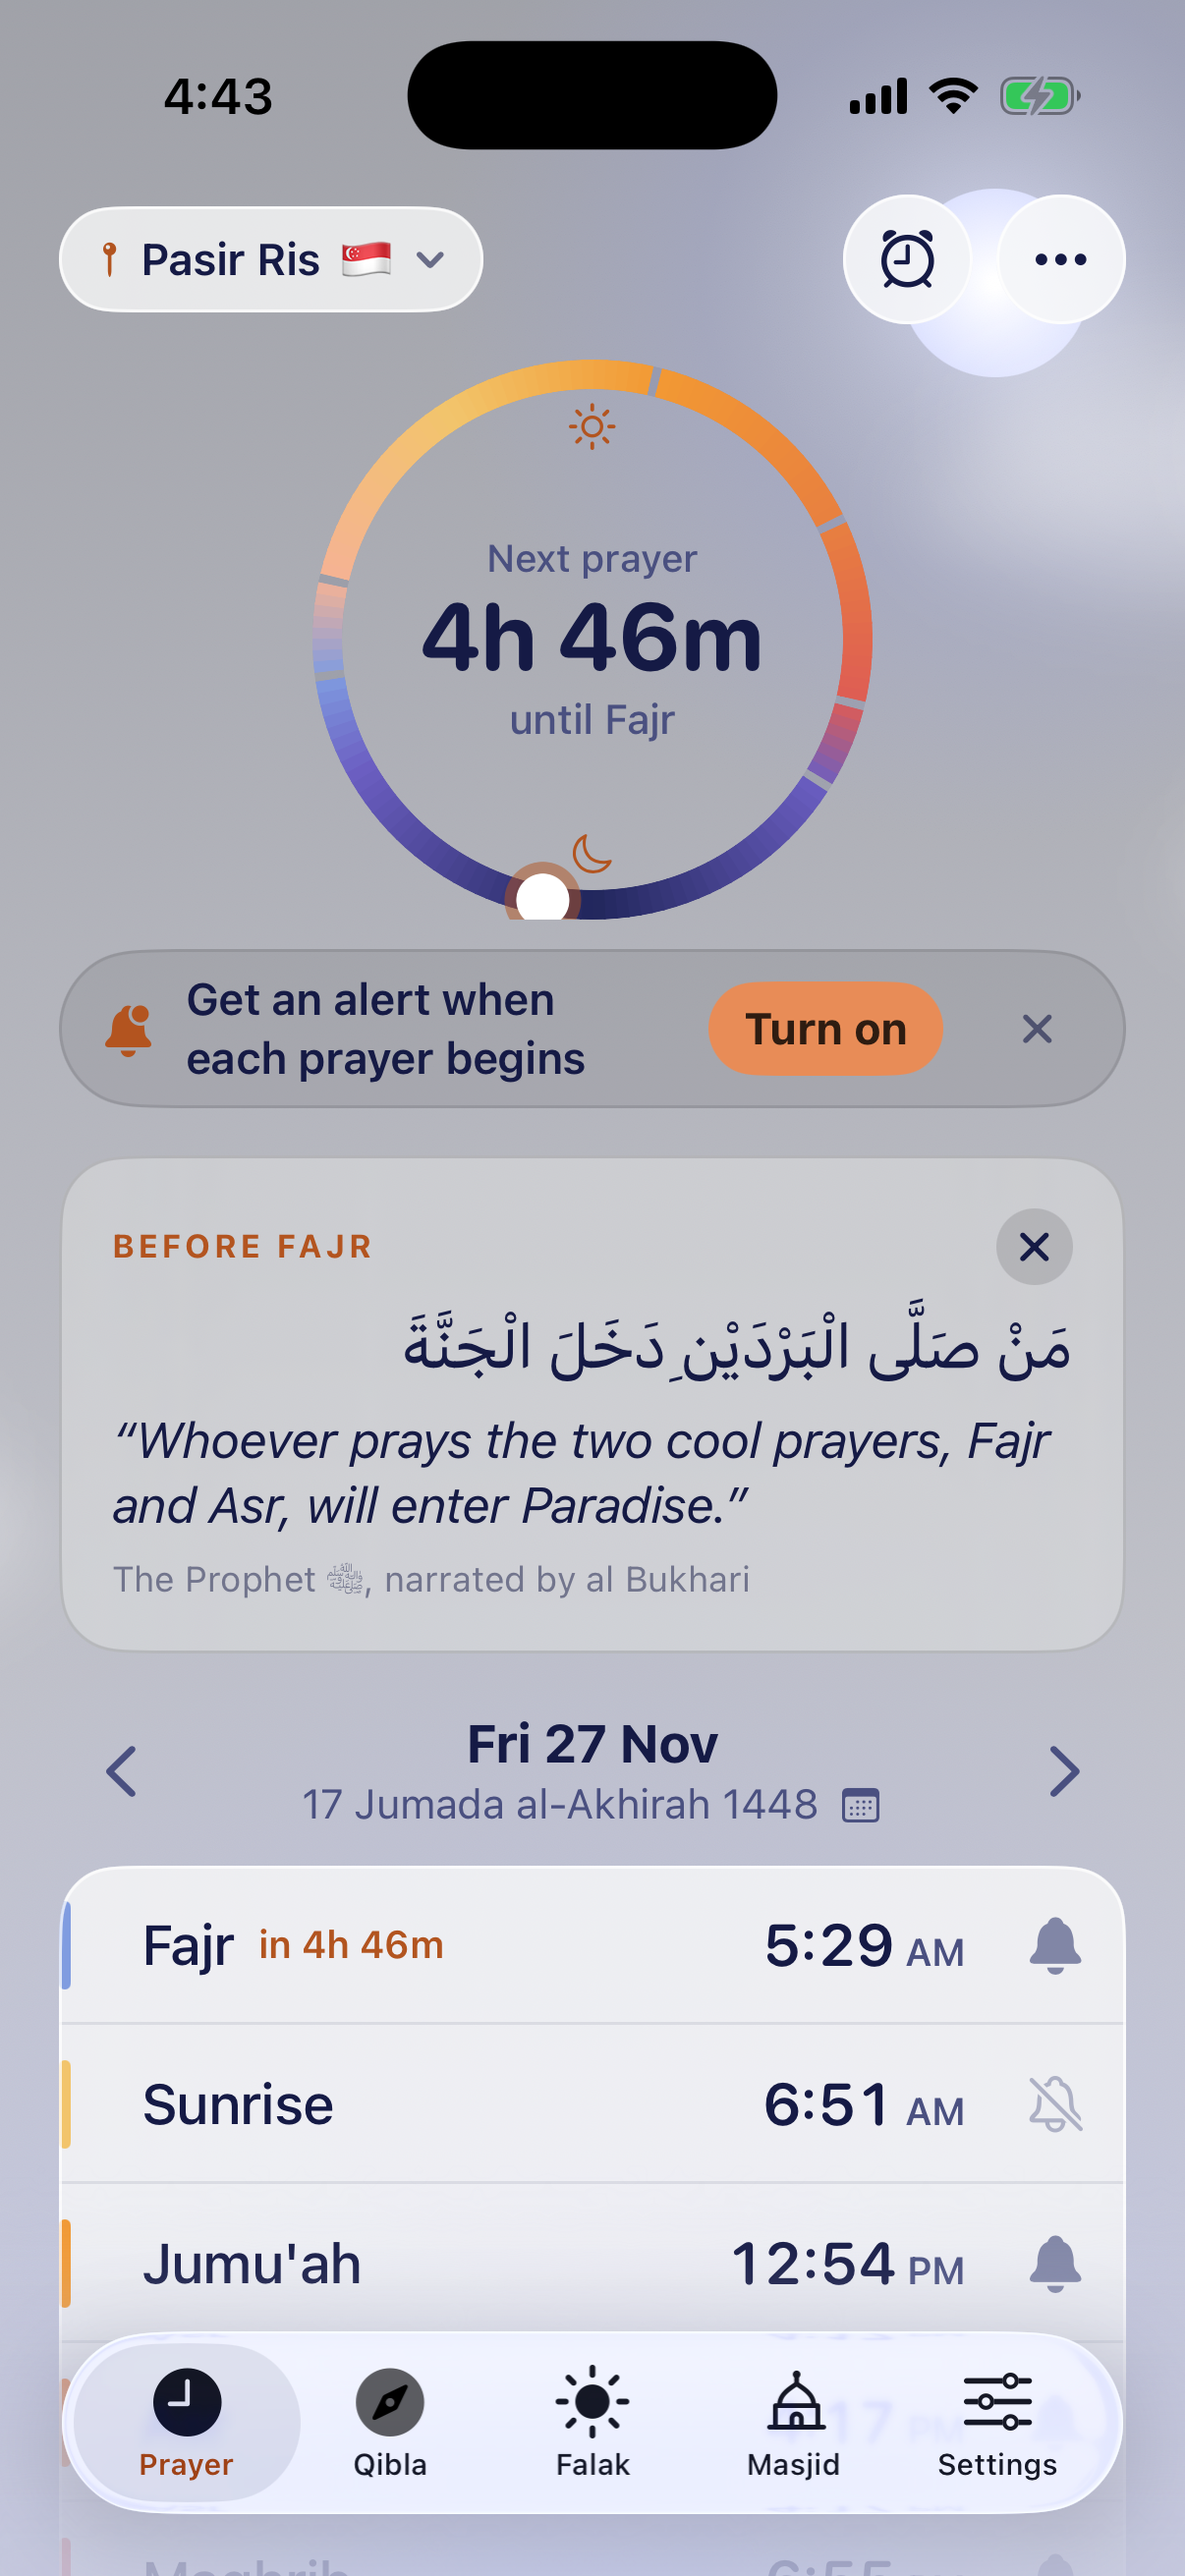 4:43
Pasir Ris 🇸🇬
Next prayer
4h 46m
until Fajr
Get an alert when
each prayer begins
Turn on
BEFORE FAJR
مَنْ صَلَّى الْبَرْدَيْنِ دَخَلَ الْجَنَّةَ
“Whoever prays the two cool prayers, Fajr
and Asr, will enter Paradise.”
The Prophet ﷺ, narrated by al Bukhari
Fri 27 Nov
17 Jumada al-Akhirah 1448
Fajr in 4h 46m 5:29 AM
Sunrise 6:51 AM
Jumu'ah 12:54 PM
Prayer Qibla Falak Masjid Settings